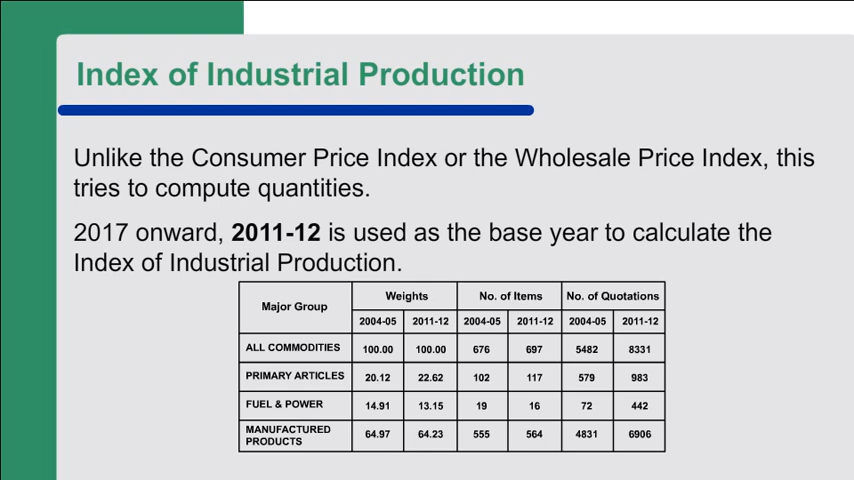 Index of Industrial Production
Unlike the Consumer Price Index or the Wholesale Price Index, this
tries to compute quantities.
2017 onward, 2011-12 is used as the base year to calculate the
Index of Industrial Production.
Major Group Weights No. of Items No. of Quotations
2004-05 2011-12 2004-05 2011-12 2004-05 2011-12
ALL COMMODITIES 100.00 100.00 676 697 5482 8331
PRIMARY ARTICLES 20.12 22.62 102 117 579 983
FUEL & POWER 14.91 13.15 19 16 72 442
MANUFACTURED
PRODUCTS 64.97 64.23 555 564 4831 6906